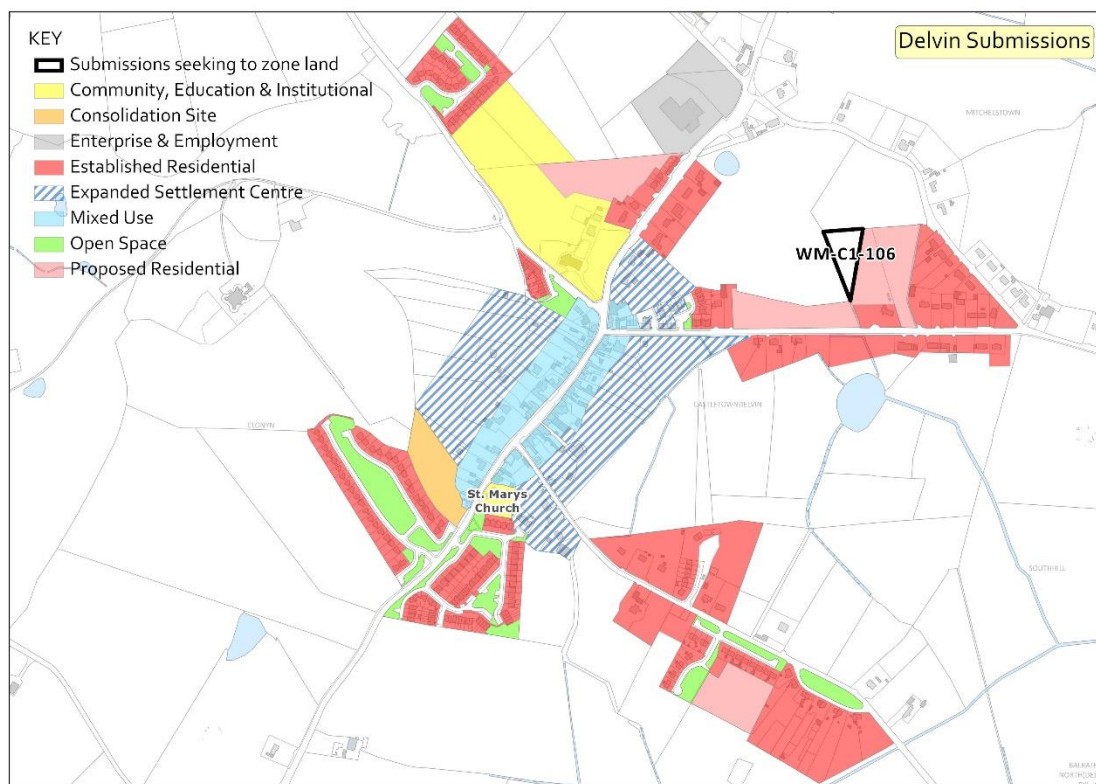 Delvin Submissions
KEY
Submissions seeking to zone land
Community, Education & Institutional
Consolidation Site
Enterprise & Employment
Established Residential
Expanded Settlement Centre
Mixed Use
Open Space
Proposed Residential
MITCHELSTOWN
WM-C1-106
CASTLETOWNDELVIN
CLONYN
St. Marys
Church
SOUTHHILL